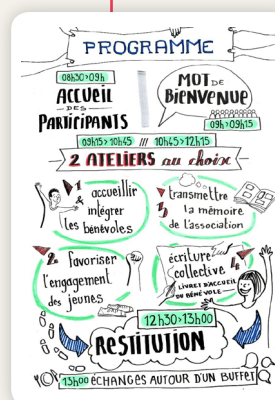 PROGRAMME
08H30>09H
ACCUEIL
DES
PARTICIPANTS
MOT DE
BIENVENUE
09H>09H15
09H15>10H45 /// 10H45>12H15
2 ATELIERS au choix
1 accueillir
&
intégrer
les bénévoles
transmettre
3 la mémoire
de l'association
2 favoriser
l'engagement
des jeunes
écriture
collective 4
LIVRET D'ACCUEIL
DU BÉNÉVOLE
12H30>13H00
RESTITUTION
13H00 ÉCHANGES AUTOUR D'UN BUFFET